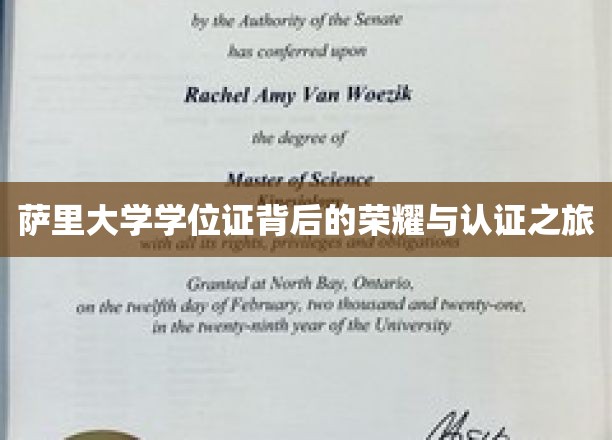 by the Authority of the Senate
has conferred upon
Rachel Amy Van Woezik
the degree of
Master of Science
Kinesiology
萨里大学学位证背后的荣耀与认证之旅
with all its rights, privileges and obligations
Granted at North Bay, Ontario,
on the twelfth day of February, two thousand and twenty-one,
in the twenty-ninth year of the University